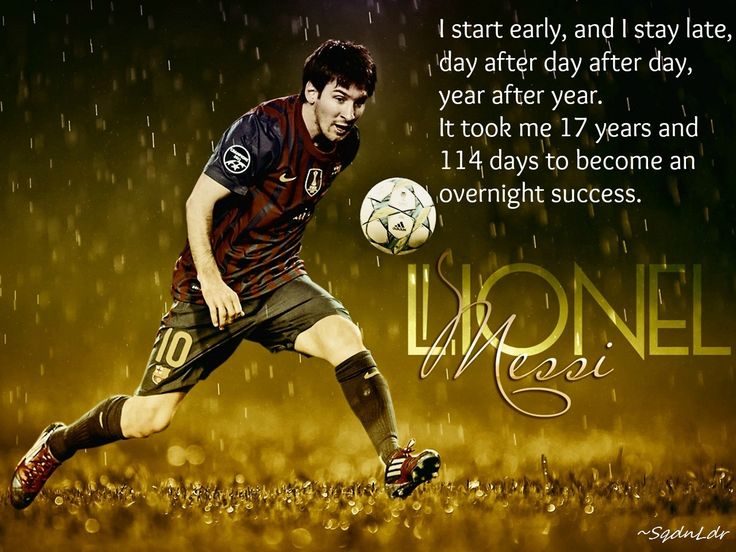 I start early, and I stay late,
day after day after day,
year after year.
It took me 17 years and
114 days to become an
overnight success.
LIONEL
Messi
10
adidas
~SqdnLdr